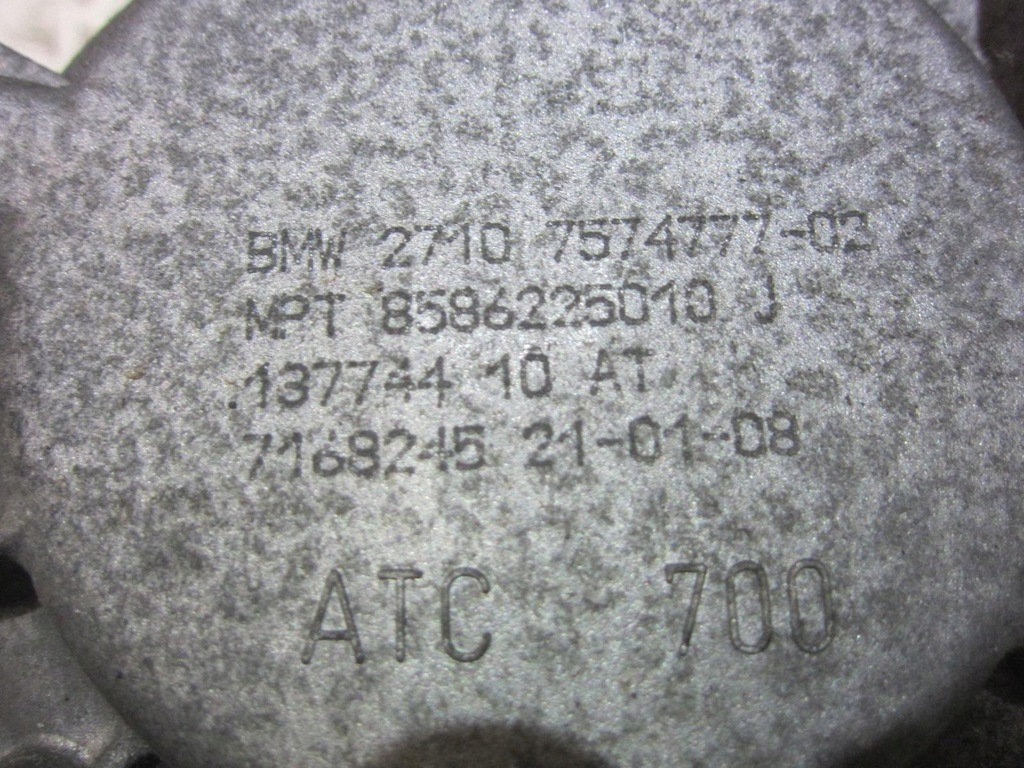 BMW 2710 7574777-02
MPT 8586225010 J
.137744 10 AT
7168245 21-01-08
ATC 700